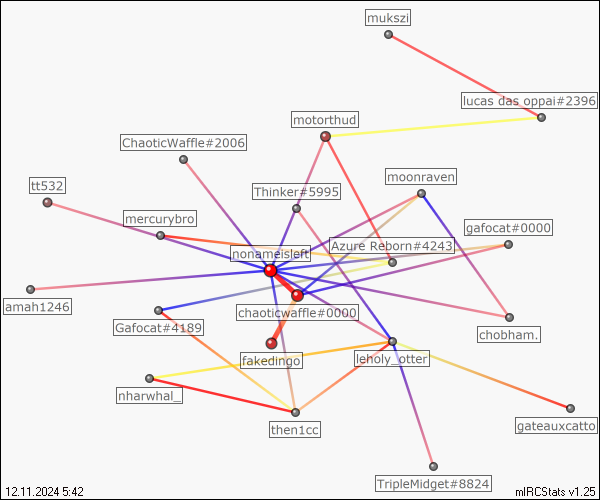 mukszi
lucas das oppai#2396
motorthud
ChaoticWaffle#2006
moonraven
tt532
Thinker#5995
mercurybro
gafocat#0000
Azure Reborn#4243
nonameisleft
amah1246
chaoticwaffle#0000
Gafocat#4189
chobham.
fakedingo
leholy_otter
nharwhal_
gateauxcatto
then1cc
TripleMidget#8824
12.11.2024 5:42
mIRCStats v1.25